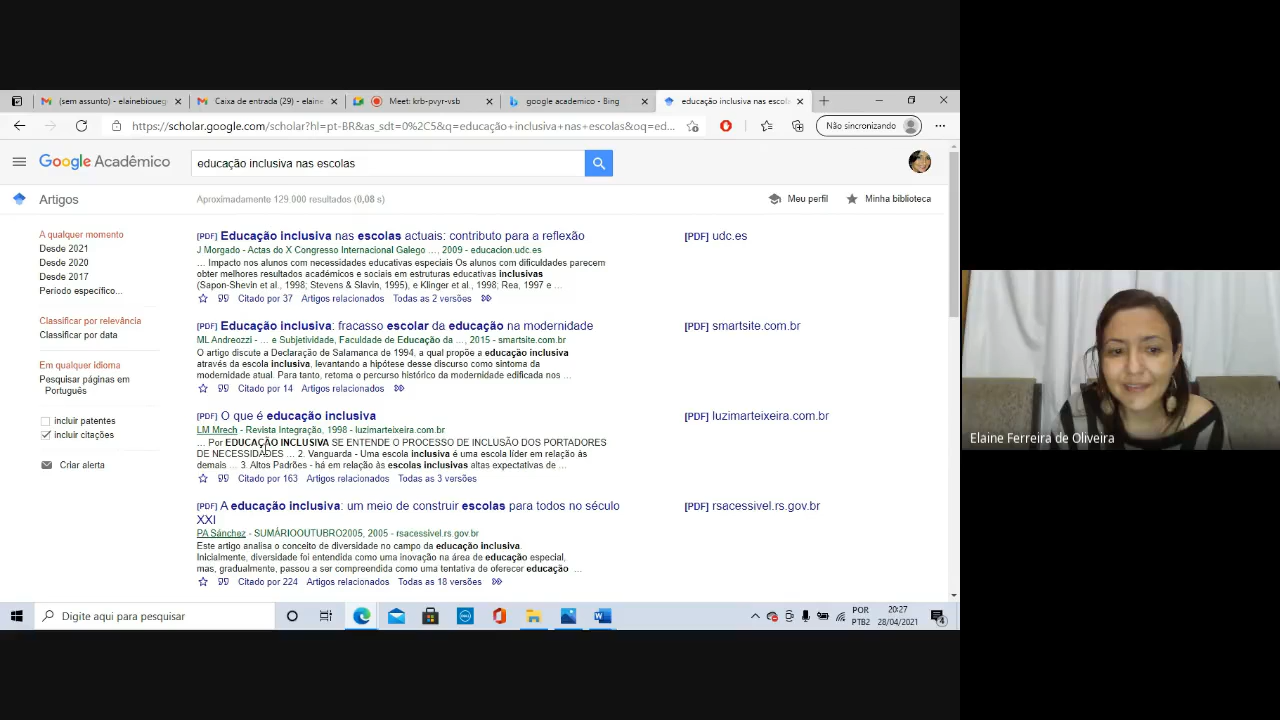 (sem assunto) - elainebioueg
Caixa de entrada (29) - elaine
Meet: krb-pvyr-vsb
google academico - Bing
educação inclusiva nas escola
https://scholar.google.com/scholar?hl=pt-BR&as_sdt=0%2C5&q=educação+inclusiva+nas+escolas&oq=ed...
Não sincronizando
Google Acadêmico
educação inclusiva nas escolas
Artigos
Aproximadamente 129.000 resultados (0,08 s)
Meu perfil
Minha biblioteca
A qualquer momento
Desde 2021
Desde 2020
Desde 2017
Período específico...
Classificar por relevância
Classificar por data
Em qualquer idioma
Pesquisar páginas em
Português
incluir patentes
incluir citações
Criar alerta
[PDF] Educação inclusiva nas escolas actuais: contributo para a reflexão
J Morgado - Actas do X Congresso Internacional Galego …, 2009 - educacion.udc.es
… Impacto nos alunos com necessidades educativas especiais Os alunos com dificuldades parecem
obter melhores resultados académicos e sociais em estruturas educativas inclusivas
(Sapon-Shevin et al., 1998; Stevens & Slavin, 1995), e Klinger et al., 1998; Rea, 1997 e …
Citado por 37 Artigos relacionados Todas as 2 versões
[PDF] udc.es
Educação inclusiva: fracasso escolar da educação na modernidade
ML Andreozzi - … e Subjetividade, Faculdade de Educação da …, 2015 - smartsite.com.br
O artigo discute a Declaração de Salamanca de 1994, a qual propõe a educação inclusiva
através da escola inclusiva, levantando a hipótese desse discurso como sintoma da
modernidade atual. Para tanto, retoma o percurso histórico da modernidade edificada nos …
Citado por 14 Artigos relacionados
[PDF] smartsite.com.br
[PDF] O que é educação inclusiva
LM Mrech - Revista Integração, 1998 - luzimarteixeira.com.br
… Por EDUCAÇÃO INCLUSIVA SE ENTENDE O PROCESSO DE INCLUSÃO DOS PORTADORES
DE NECESSIDADES … 2. Vanguarda - Uma escola inclusiva é uma escola líder em relação às
demais … 3. Altos Padrões - há em relação às escolas inclusivas altas expectativas de …
Citado por 163 Artigos relacionados Todas as 3 versões
[PDF] luzimarteixeira.com.br
[PDF] A educação inclusiva: um meio de construir escolas para todos no século
XXI
PA Sánchez - SUMÁRIOOUTUBRO2005, 2005 - rsacessivel.rs.gov.br
Este artigo analisa o conceito de diversidade no campo da educação inclusiva.
Inicialmente, diversidade foi entendida como uma inovação na área de educação especial,
mas, gradualmente, passou a ser compreendida como uma tentativa de oferecer educação …
Citado por 224 Artigos relacionados Todas as 18 versões
[PDF] rsacessivel.rs.gov.br
Elaine Ferreira de Oliveira
Digite aqui para pesquisar
POR
PTB2
20:27
28/04/2021
4